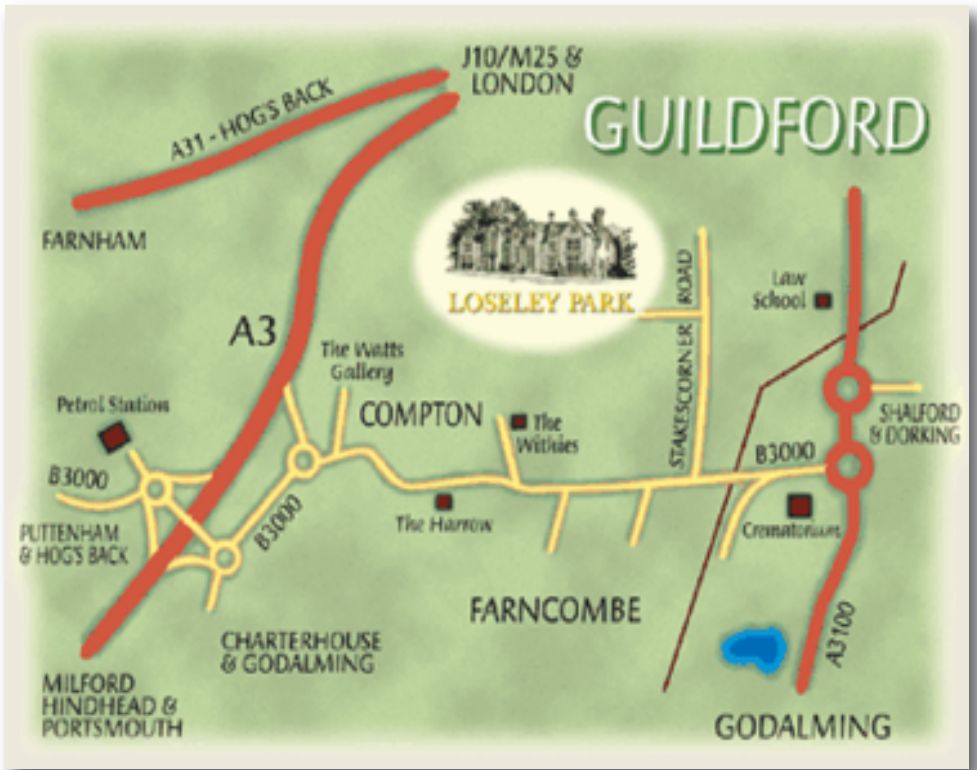 J10/M25 &
LONDON
A31 - HOG'S BACK
GUILDFORD
FARNHAM
LOSELEY PARK
STAKESCORNER ROAD
Law
School
A3
The Watts
Gallery
Petrol Station
COMPTON
The
Withies
SHALFORD
& DORKING
B3000
B3000
B3000
PUTTENHAM
& HOG'S BACK
The Harrow
Crematorium
FARNCOMBE
CHARTERHOUSE
& GODALMING
A3100
MILFORD
HINDHEAD &
PORTSMOUTH
GODALMING